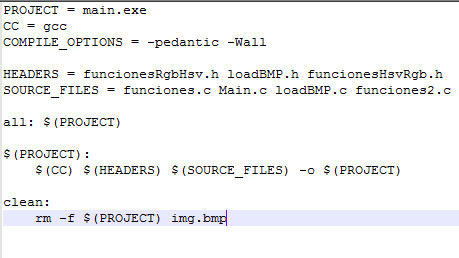 PROJECT = main.exe
CC = gcc
COMPILE_OPTIONS = -pedantic -Wall
HEADERS = funcionesRgbHsv.h loadBMP.h funcionesHsvRgb.h
SOURCE_FILES = funciones.c Main.c loadBMP.c funciones2.c
all: $(PROJECT)
$(PROJECT):
$(CC) $(HEADERS) $(SOURCE_FILES) -o $(PROJECT)
clean:
rm -f $(PROJECT) img.bmp